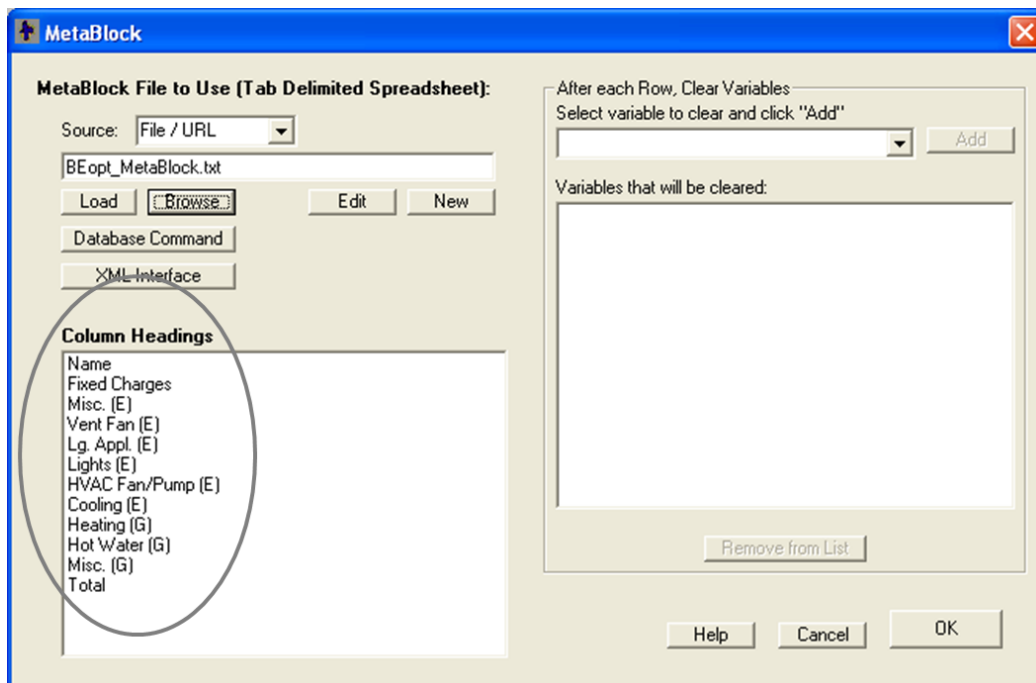 MetaBlock
MetaBlock File to Use (Tab Delimited Spreadsheet):
Source: File / URL
BEopt_MetaBlock.txt
Load Browse Edit New
Database Command
XML Interface
Column Headings
Name
Fixed Charges
Misc. (E)
Vent Fan (E)
Lg. Appl. (E)
Lights (E)
HVAC Fan/Pump (E)
Cooling (E)
Heating (G)
Hot Water (G)
Misc. (G)
Total
After each Row, Clear Variables
Select variable to clear and click "Add"
Add
Variables that will be cleared:
Remove from List
Help Cancel OK